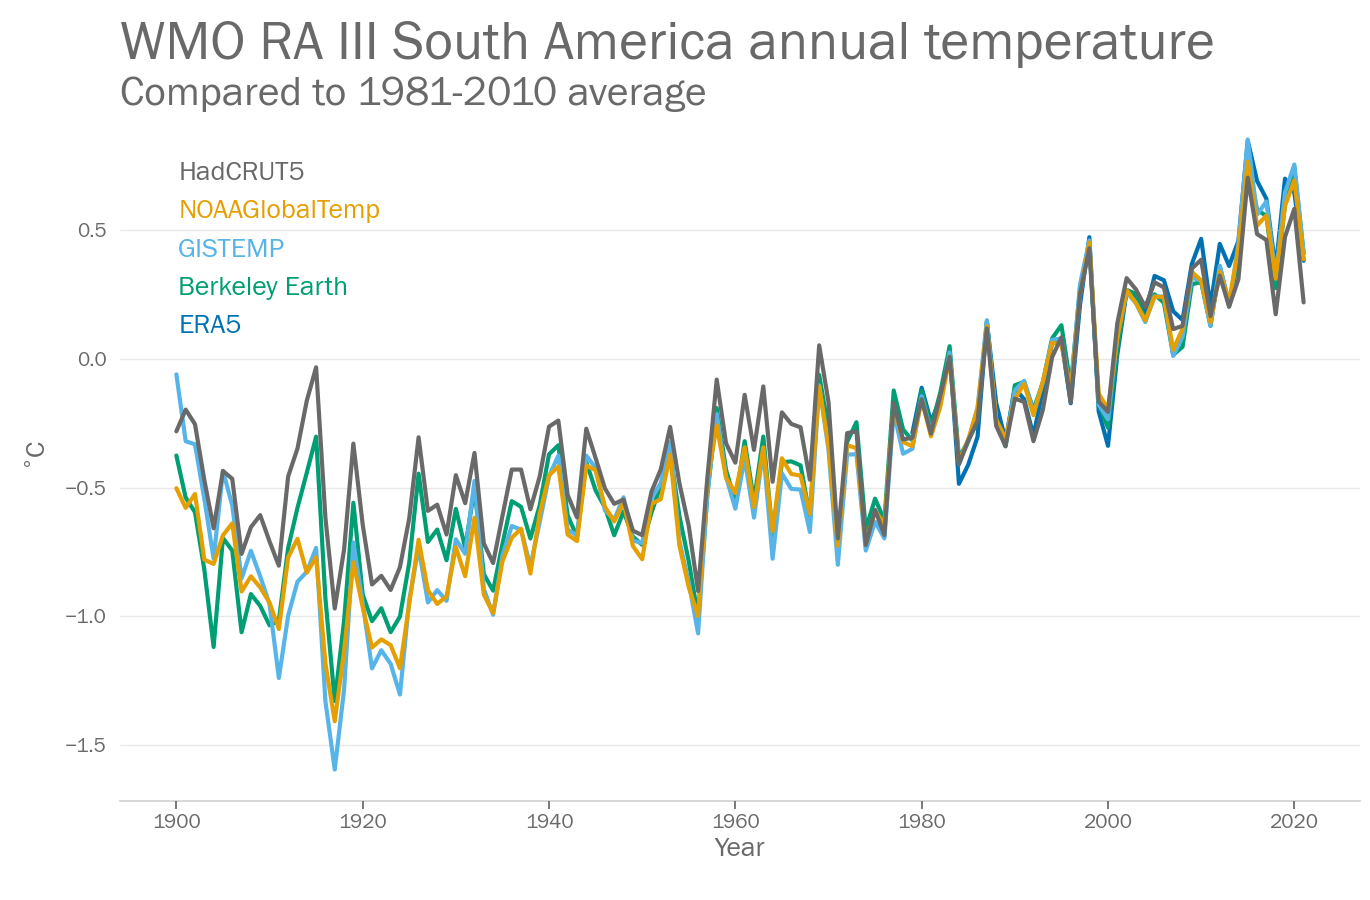 WMO RA III South America annual temperature
Compared to 1981-2010 average
HadCRUT5
NOAAGlobalTemp
GISTEMP
Berkeley Earth
ERA5
0.5
0.0
−0.5
−1.0
−1.5
°C
1900 1920 1940 1960 1980 2000 2020
Year